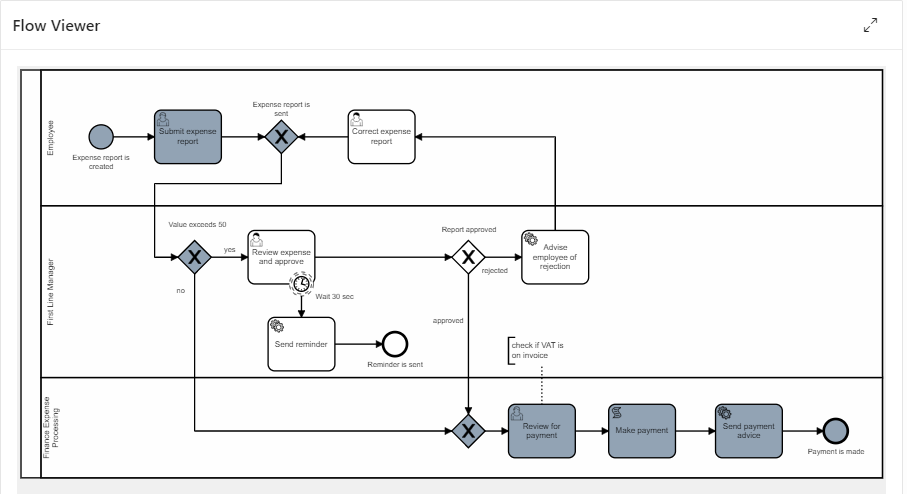 Flow Viewer
Employee
Expense report is
created
Submit expense
report
Expense report is
sent
X
Correct expense
report
First Line Manager
Value exceeds 50
X
yes
no
Review expense
and approve
Wait 30 sec
Send reminder
Reminder is sent
Report approved
X
rejected
approved
Advise
employee of
rejection
check if VAT is
on invoice
Finance Expense
Processing
X
Review for
payment
Make payment
Send payment
advice
Payment is made